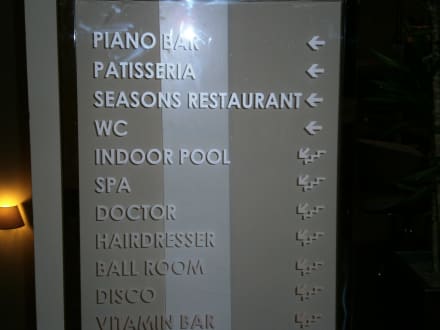 PIANO BAR
PATISSERIA
SEASONS RESTAURANT
WC
INDOOR POOL
SPA
DOCTOR
HAIRDRESSER
BALL ROOM
DISCO
VITAMIN BAR